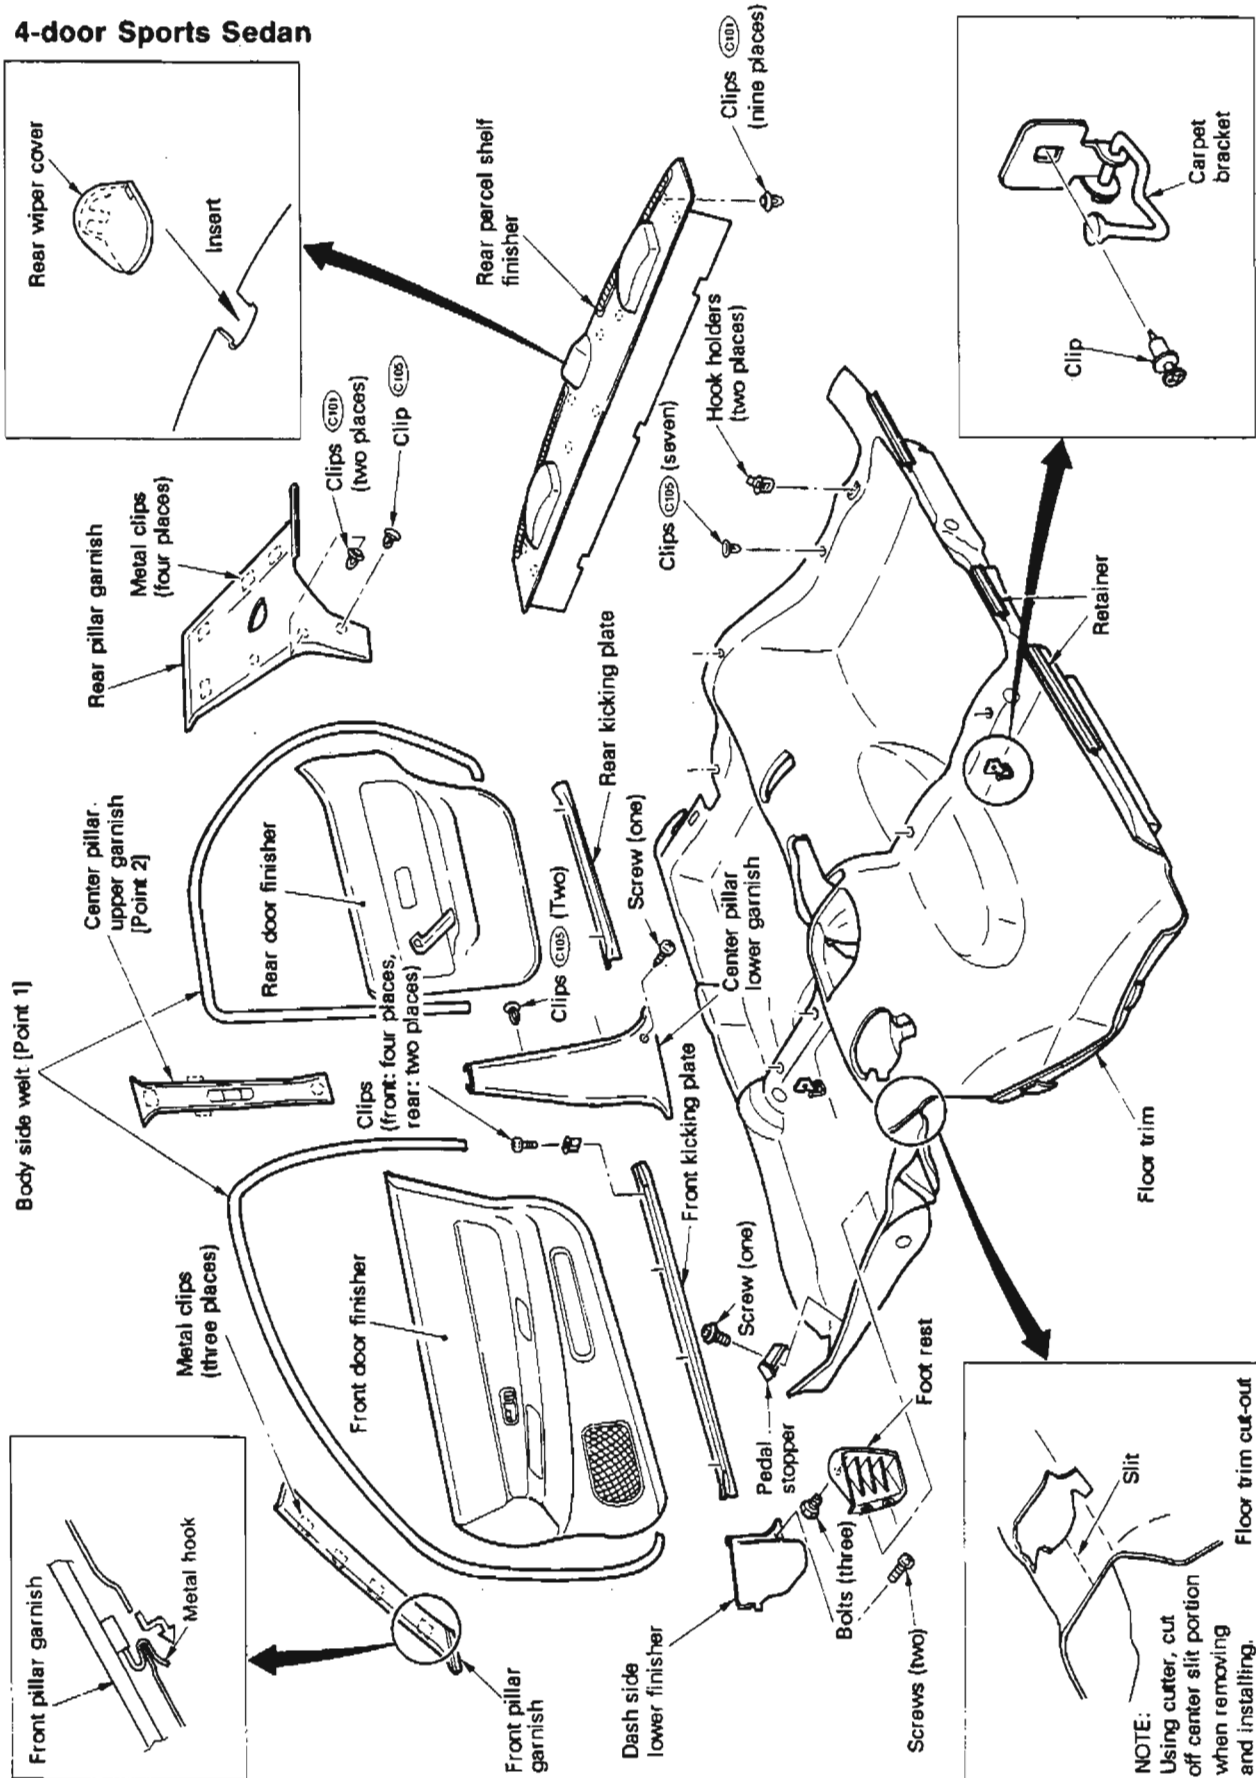 4-door Sports Sedan
Front pillar garnish
Metal hook
Front pillar
garnish
Metal clips
(three places)
Body side welt [Point 1]
Center pillar
upper garnish
[Point 2]
Rear pillar garnish
Metal clips
(four places)
Clips C101
(two places)
Clip C105
Rear wiper cover
Insert
Front door finisher
Rear door finisher
Clips
(front: four places,
rear: two places)
Clips C105 (Two)
Rear kicking plate
Screw (one)
Center pillar
lower garnish
Front kicking plate
Rear parcel shelf
finisher
Clips C101
(nine places)
Clips C105 (seven)
Hook holders
(two places)
Dash side
lower finisher
Pedal
stopper
Screw (one)
Bolts (three)
Screws (two)
Foot rest
Floor trim
Retainer
Clip
Carpet
bracket
NOTE:
Using cutter, cut
off center slit portion
when removing
and installing.
Slit
Floor trim cut-out